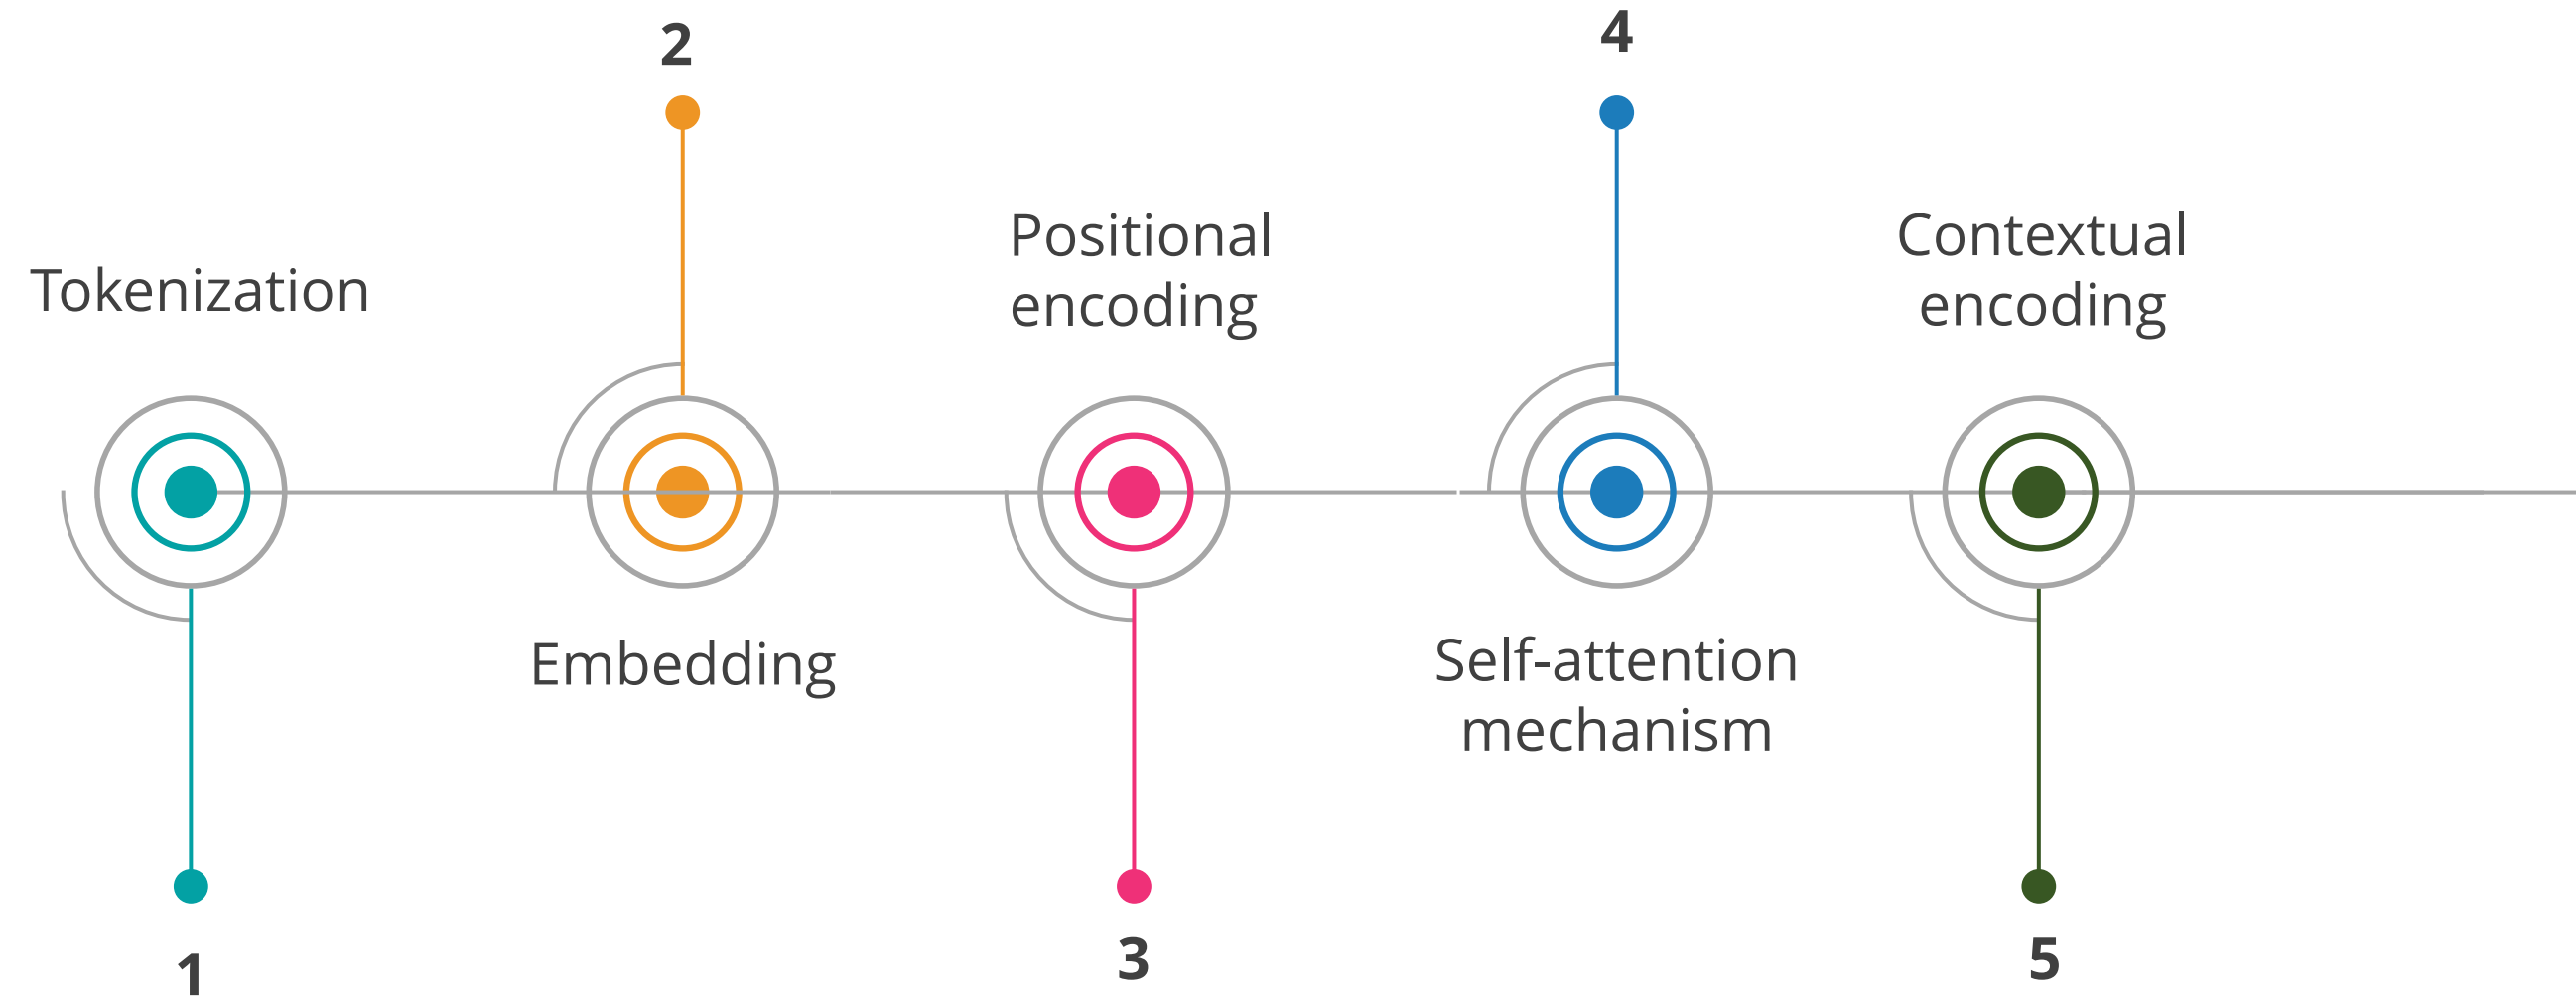 2
4
Tokenization
Positional
encoding
Contextual
encoding
Embedding
Self-attention
mechanism
1
3
5